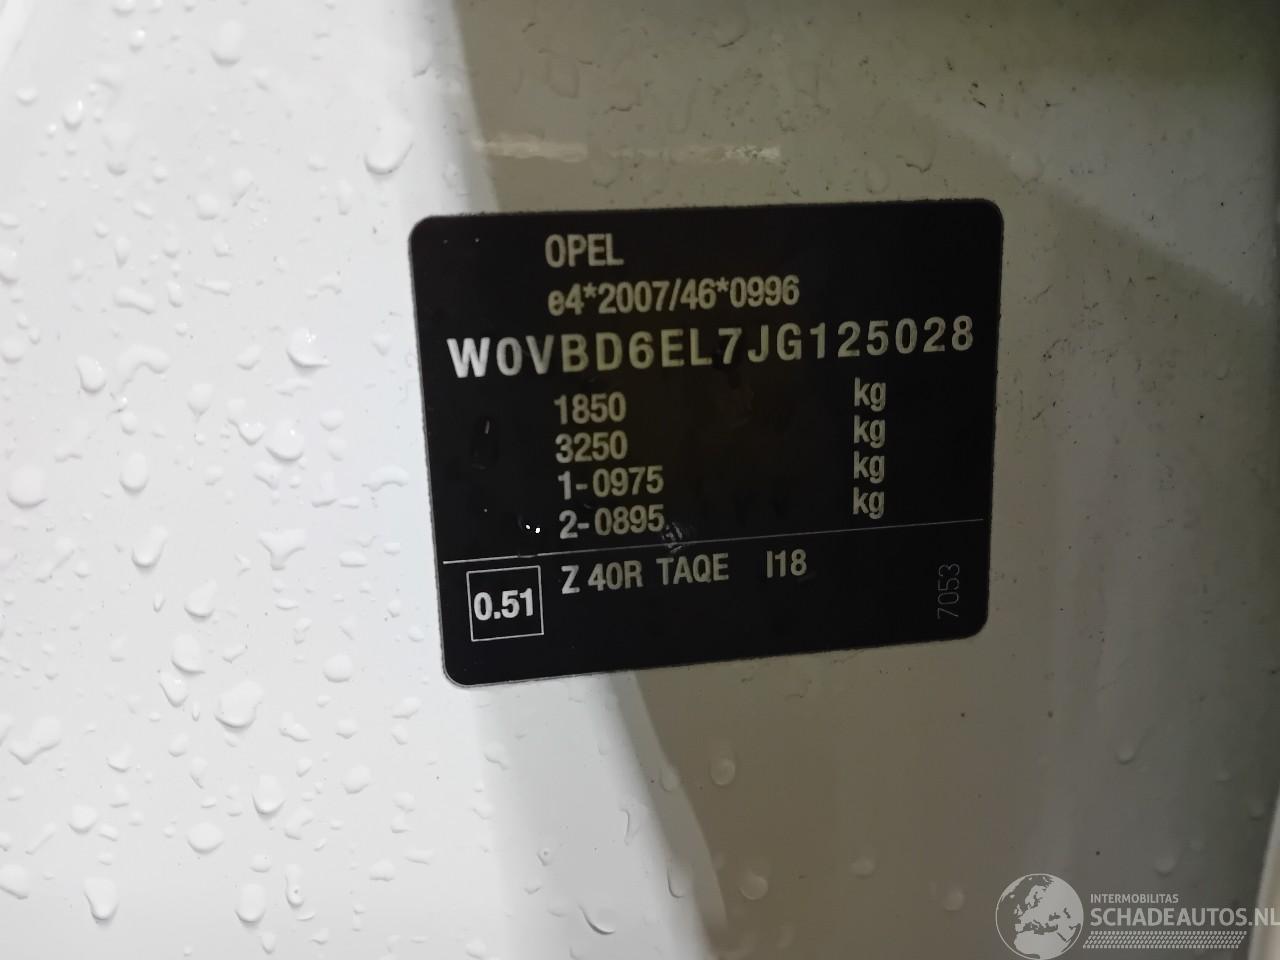 OPEL
e4*2007/46*0996
W0VBD6EL7JG125028
1850 kg
3250 kg
1-0975 kg
2-0895 kg
0.51 Z 40R TAQE I18
7053
INTERMOBILITAS
SCHADEAUTOS.NL